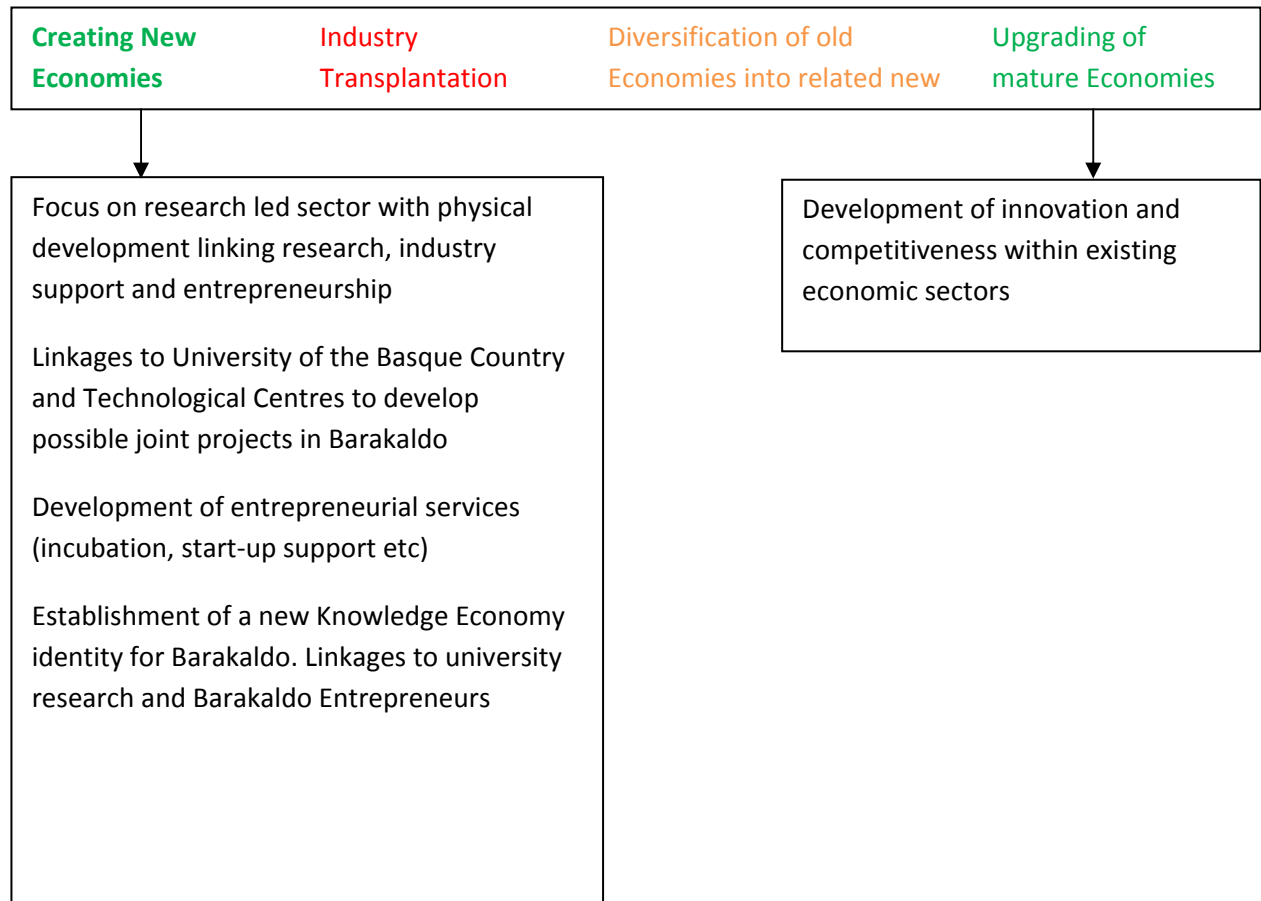 Creating New
Economies
Industry
Transplantation
Diversification of old
Economies into related new
Upgrading of
mature Economies
Focus on research led sector with physical
development linking research, industry
support and entrepreneurship
Linkages to University of the Basque Country
and Technological Centres to develop
possible joint projects in Barakaldo
Development of entrepreneurial services
(incubation, start-up support etc)
Establishment of a new Knowledge Economy
identity for Barakaldo. Linkages to university
research and Barakaldo Entrepreneurs
Development of innovation and
competitiveness within existing
economic sectors